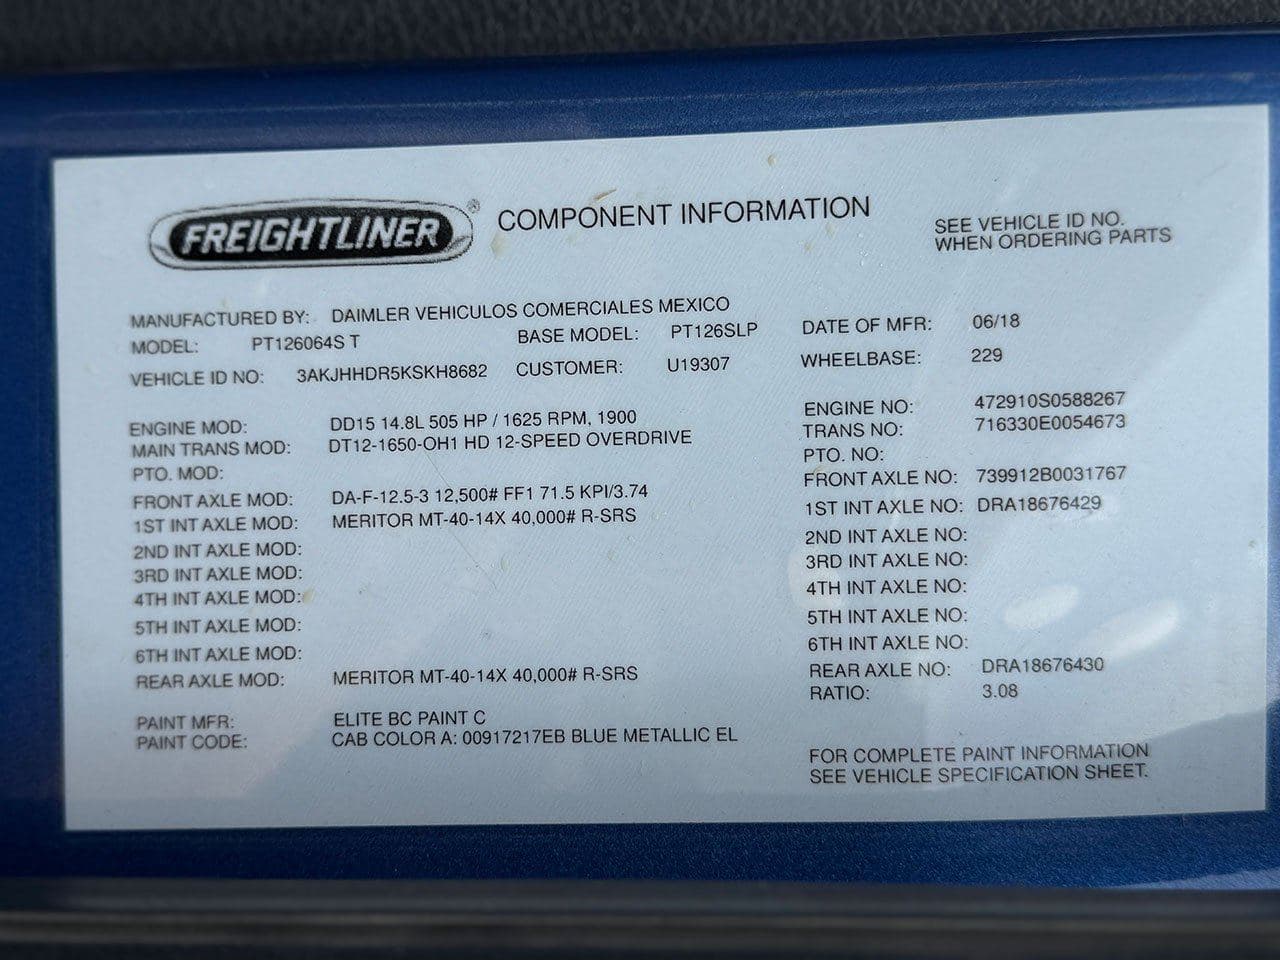 FREIGHTLINER ® COMPONENT INFORMATION
SEE VEHICLE ID NO.
WHEN ORDERING PARTS
MANUFACTURED BY: DAIMLER VEHICULOS COMERCIALES MEXICO
MODEL: PT126064S T BASE MODEL: PT126SLP DATE OF MFR: 06/18
VEHICLE ID NO: 3AKJHHDR5KSKH8682 CUSTOMER: U19307 WHEELBASE: 229
ENGINE MOD: DD15 14.8L 505 HP / 1625 RPM, 1900 ENGINE NO: 472910S0588267
MAIN TRANS MOD: DT12-1650-OH1 HD 12-SPEED OVERDRIVE TRANS NO: 716330E0054673
PTO. MOD: PTO. NO:
FRONT AXLE MOD: DA-F-12.5-3 12,500# FF1 71.5 KPI/3.74 FRONT AXLE NO: 739912B0031767
1ST INT AXLE MOD: MERITOR MT-40-14X 40,000# R-SRS 1ST INT AXLE NO: DRA18676429
2ND INT AXLE MOD: 2ND INT AXLE NO:
3RD INT AXLE MOD: 3RD INT AXLE NO:
4TH INT AXLE MOD: 4TH INT AXLE NO:
5TH INT AXLE MOD: 5TH INT AXLE NO:
6TH INT AXLE MOD: 6TH INT AXLE NO:
REAR AXLE MOD: MERITOR MT-40-14X 40,000# R-SRS REAR AXLE NO: DRA18676430
RATIO: 3.08
PAINT MFR: ELITE BC PAINT C
PAINT CODE: CAB COLOR A: 00917217EB BLUE METALLIC EL
FOR COMPLETE PAINT INFORMATION
SEE VEHICLE SPECIFICATION SHEET.